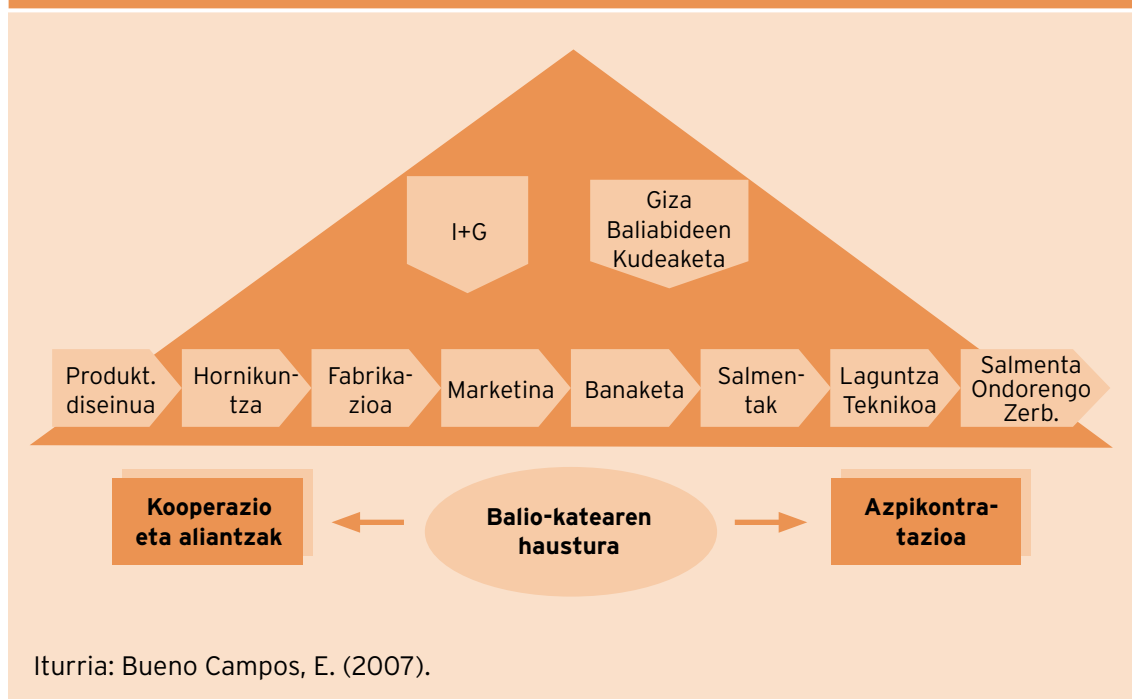 I+G
Giza
Baliabideen
Kudeaketa
Produkt.
diseinua
Hornikun-
tza
Fabrika-
zioa
Marketina
Banaketa
Salmen-
tak
Laguntza
Teknikoa
Salmenta
Ondorengo
Zerb.
Kooperazio
eta aliantzak
Balio-katearen
haustura
Azpikontra-
tazioa
Iturria: Bueno Campos, E. (2007).